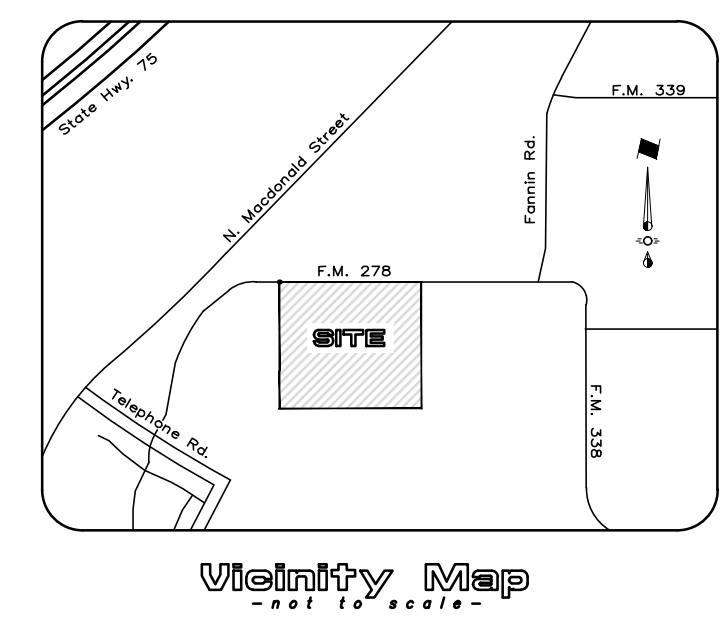 State Hwy. 75
F.M. 339
N. Macdonald Street
Fannin Rd.
F.M. 278
SITE
Telephone Rd.
F.M. 338
Vicinity Map
-not to scale-